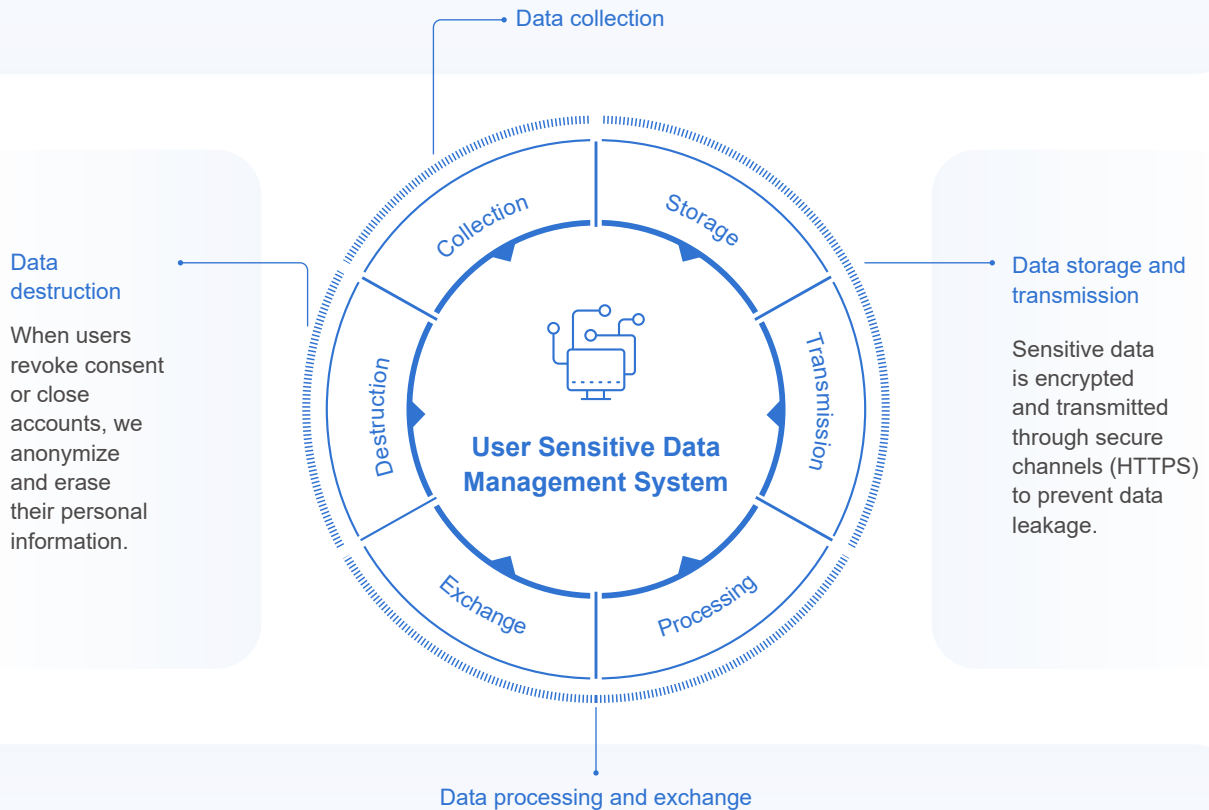 Data collection
Collection
Storage
Data
destruction
When users
revoke consent
or close
accounts, we
anonymize
and erase
their personal
information.
Destruction
User Sensitive Data
Management System
Transmission
Data storage and
transmission
Sensitive data
is encrypted
and transmitted
through secure
channels (HTTPS)
to prevent data
leakage.
Exchange
Processing
Data processing and exchange